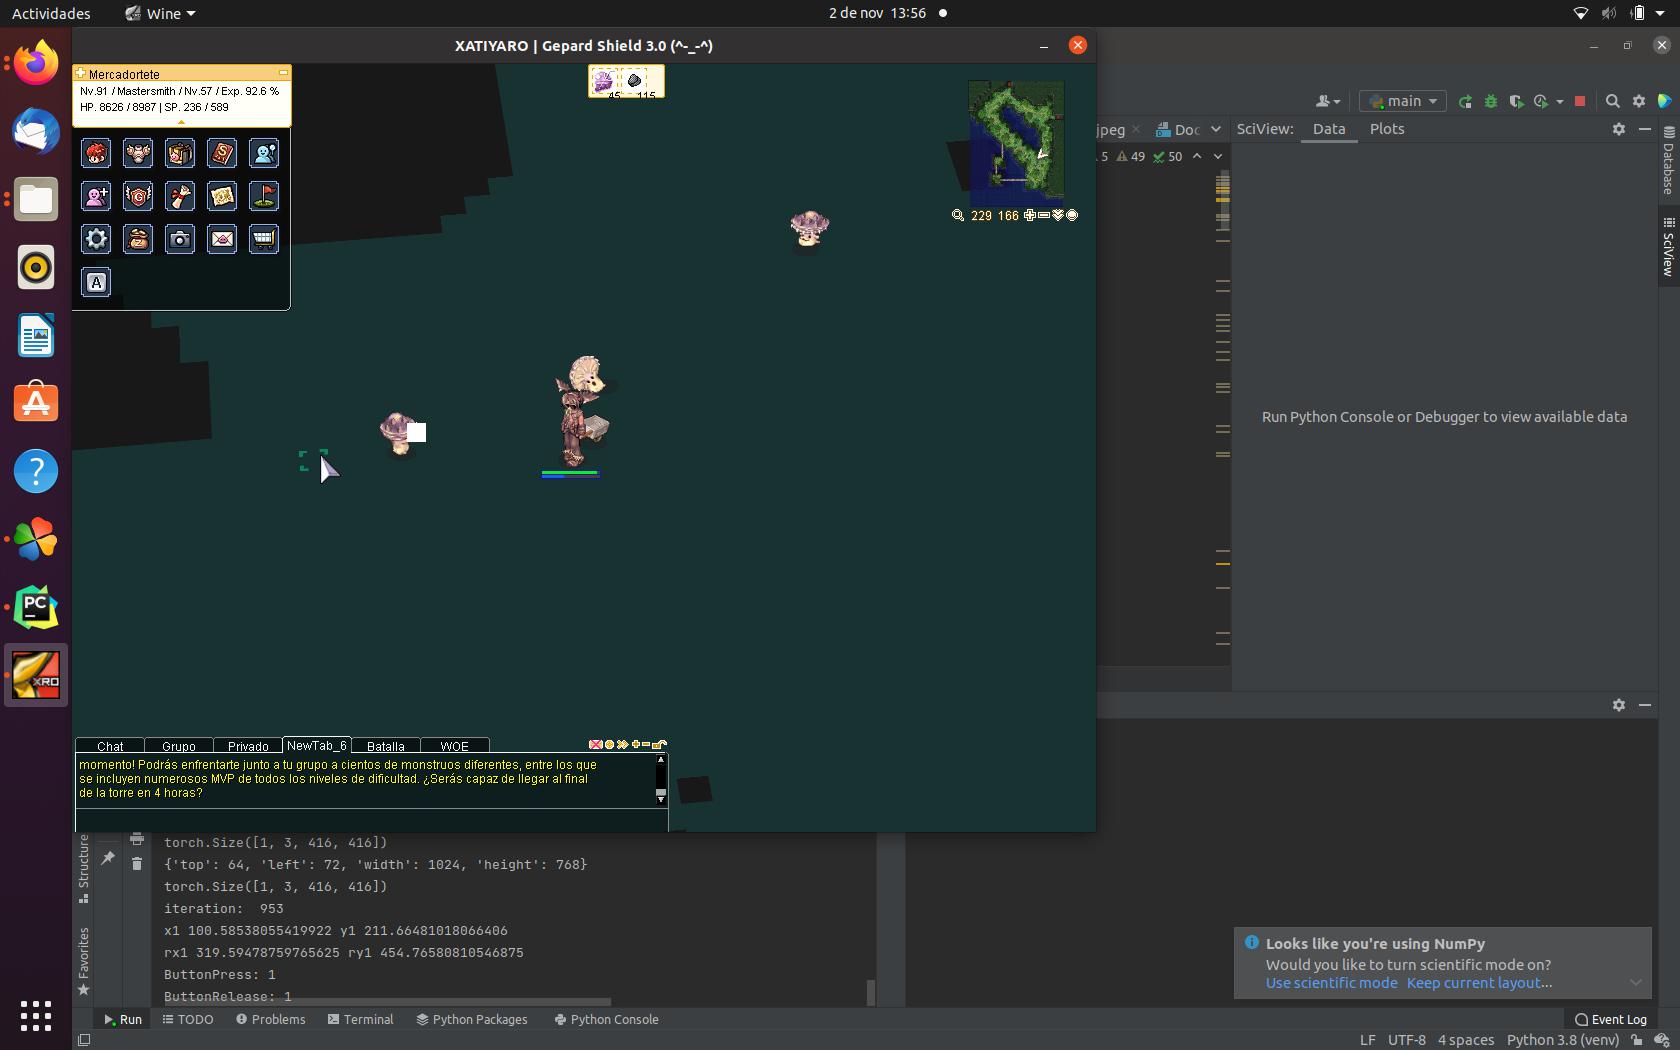 Actividades
Wine
2 de nov 13:56
XATIYARO | Gepard Shield 3.0 (^-_-^)
Mercadortete
Nv.91 / Mastersmith / Nv.57 / Exp. 92.6 %
HP. 8626 / 8987 | SP. 236 / 589
45 115
S
G
A
229 166
main
jpeg
Doc
SciView:
Data
Plots
5 49 50
Database
SciView
Run Python Console or Debugger to view available data
PC
XRO
Chat
Grupo
Privado
NewTab_6
Batalla
WOE
momento! Podrás enfrentarte junto a tu grupo a cientos de monstruos diferentes, entre los que
se incluyen numerosos MVP de todos los niveles de dificultad. ¿Serás capaz de llegar al final
de la torre en 4 horas?
Structure
Favorites
torch.Size([1, 3, 416, 416])
{'top': 64, 'left': 72, 'width': 1024, 'height': 768}
torch.Size([1, 3, 416, 416])
iteration:  953
x1 100.58538055419922 y1 211.66481018066406
rx1 319.59478759765625 ry1 454.76580810546875
ButtonPress: 1
ButtonRelease: 1
Looks like you're using NumPy
Would you like to turn scientific mode on?
Use scientific mode Keep current layout...
Run
TODO
Problems
Terminal
Python Packages
Python Console
Event Log
LF UTF-8 4 spaces Python 3.8 (venv)